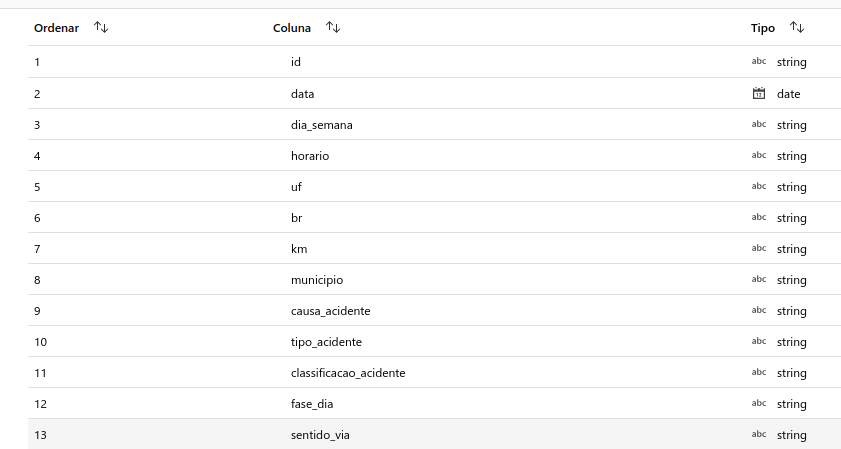 Ordenar Coluna Tipo
1 id abc string
2 data 12 date
3 dia_semana abc string
4 horario abc string
5 uf abc string
6 br abc string
7 km abc string
8 municipio abc string
9 causa_acidente abc string
10 tipo_acidente abc string
11 classificacao_acidente abc string
12 fase_dia abc string
13 sentido_via abc string